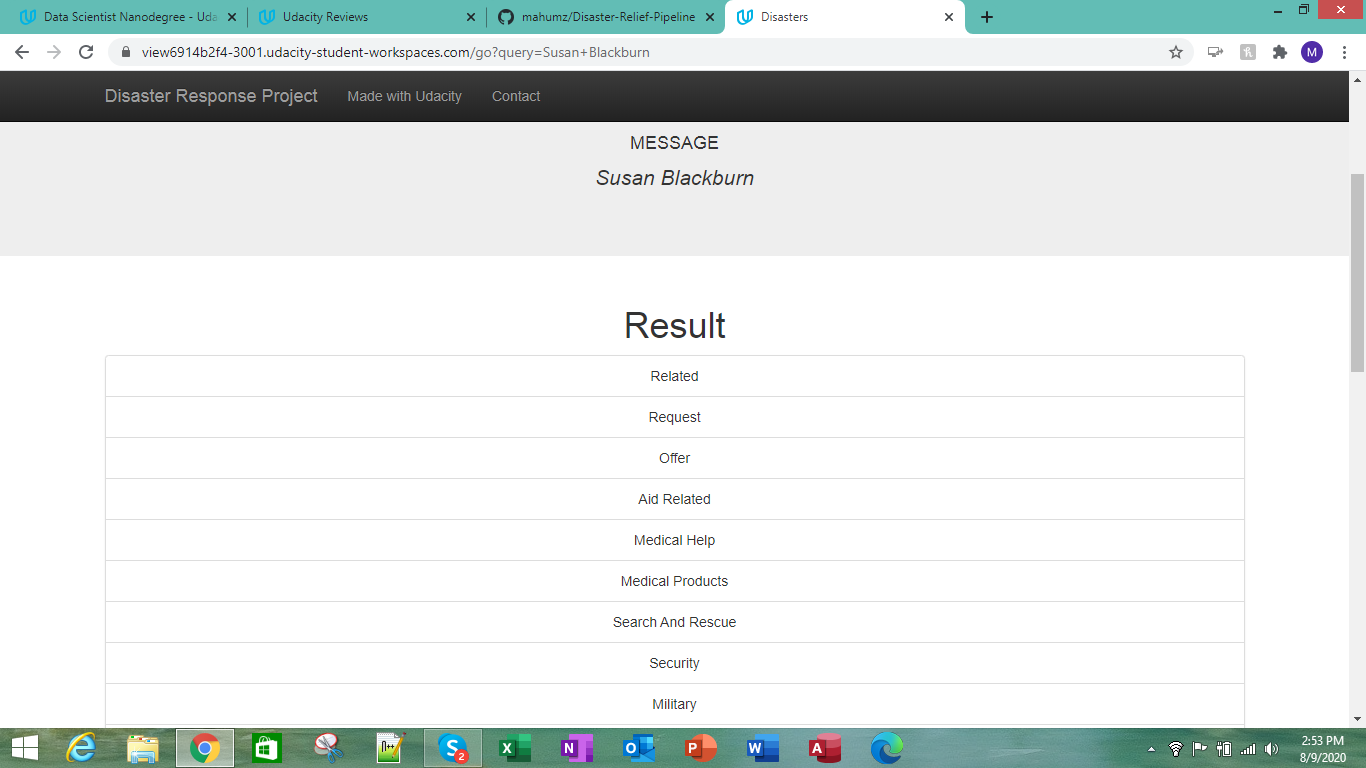 Data Scientist Nanodegree - Uda
Udacity Reviews
mahumz/Disaster-Relief-Pipeline
Disasters
view6914b2f4-3001.udacity-student-workspaces.com/go?query=Susan+Blackburn
M
Disaster Response Project
Made with Udacity
Contact
MESSAGE
Susan Blackburn
Result
Related
Request
Offer
Aid Related
Medical Help
Medical Products
Search And Rescue
Security
Military
2:53 PM
8/9/2020